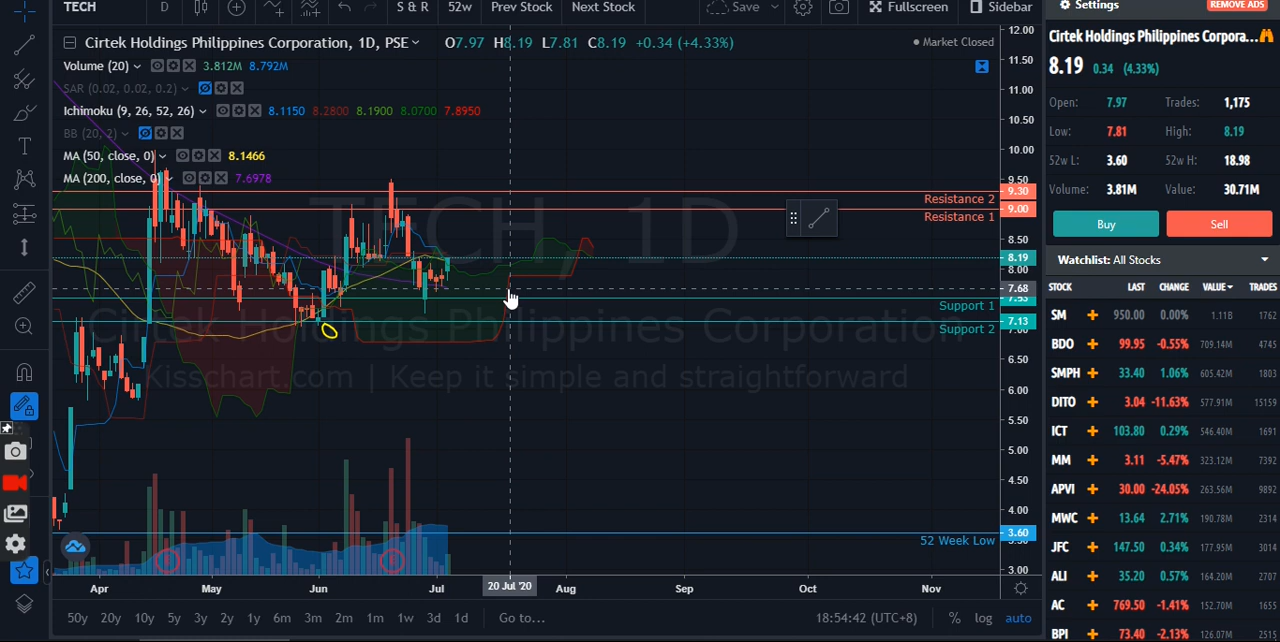 TECH D S & R 52w Prev Stock Next Stock Save Fullscreen Sidebar
Cirtek Holdings Philippines Corporation, 1D, PSE O7.97 H8.19 L7.81 C8.19 +0.34 (+4.33%) Market Closed
Volume (20) 3.812M 8.792M
SAR (0.02, 0.02, 0.2)
Ichimoku (9, 26, 52, 26) 8.1150 8.2800 8.1900 8.0700 7.8950
BB (20, 2)
MA (50, close, 0) 8.1466
MA (200, close, 0) 7.6978
TECH, 1D
Cirtek Holdings Philippines Corporation
Kisschart.com | Keep it simple and straightforward
Resistance 2
Resistance 1
Support 1
Support 2
52 Week Low
12.00
11.50
11.00
10.50
10.00
9.50
9.30
9.00
8.50
8.19
8.00
7.68
7.53
7.13
7.00
6.50
6.00
5.50
5.00
4.50
4.00
3.60
3.50
3.00
Apr May Jun Jul 20 Jul '20 Aug Sep Oct Nov
50y 20y 10y 5y 3y 2y 1y 6m 3m 2m 1m 1w 3d 1d Go to... 18:54:42 (UTC+8) % log auto
Settings REMOVE ADS
Cirtek Holdings Philippines Corpora...
8.19 0.34 (4.33%)
Open: 7.97 Trades: 1,175
Low: 7.81 High: 8.19
52w L: 3.60 52w H: 18.98
Volume: 3.81M Value: 30.71M
Buy Sell
Watchlist: All Stocks
STOCK LAST CHANGE VALUE TRADES
SM 950.00 0.00% 1.11B 1762
BDO 99.95 -0.55% 709.14M 4745
SMPH 33.40 1.06% 605.42M 1803
DITO 3.04 -11.63% 577.91M 15159
ICT 103.80 0.29% 546.40M 1691
MM 3.11 -5.47% 323.12M 7392
APVI 30.00 -24.05% 263.56M 9892
MWC 13.64 2.71% 190.78M 2314
JFC 147.50 0.34% 177.95M 3014
ALI 35.20 0.57% 164.20M 2707
AC 769.50 -1.41% 152.70M 1655
BPI 73.40 -2.13% 126.07M 2515